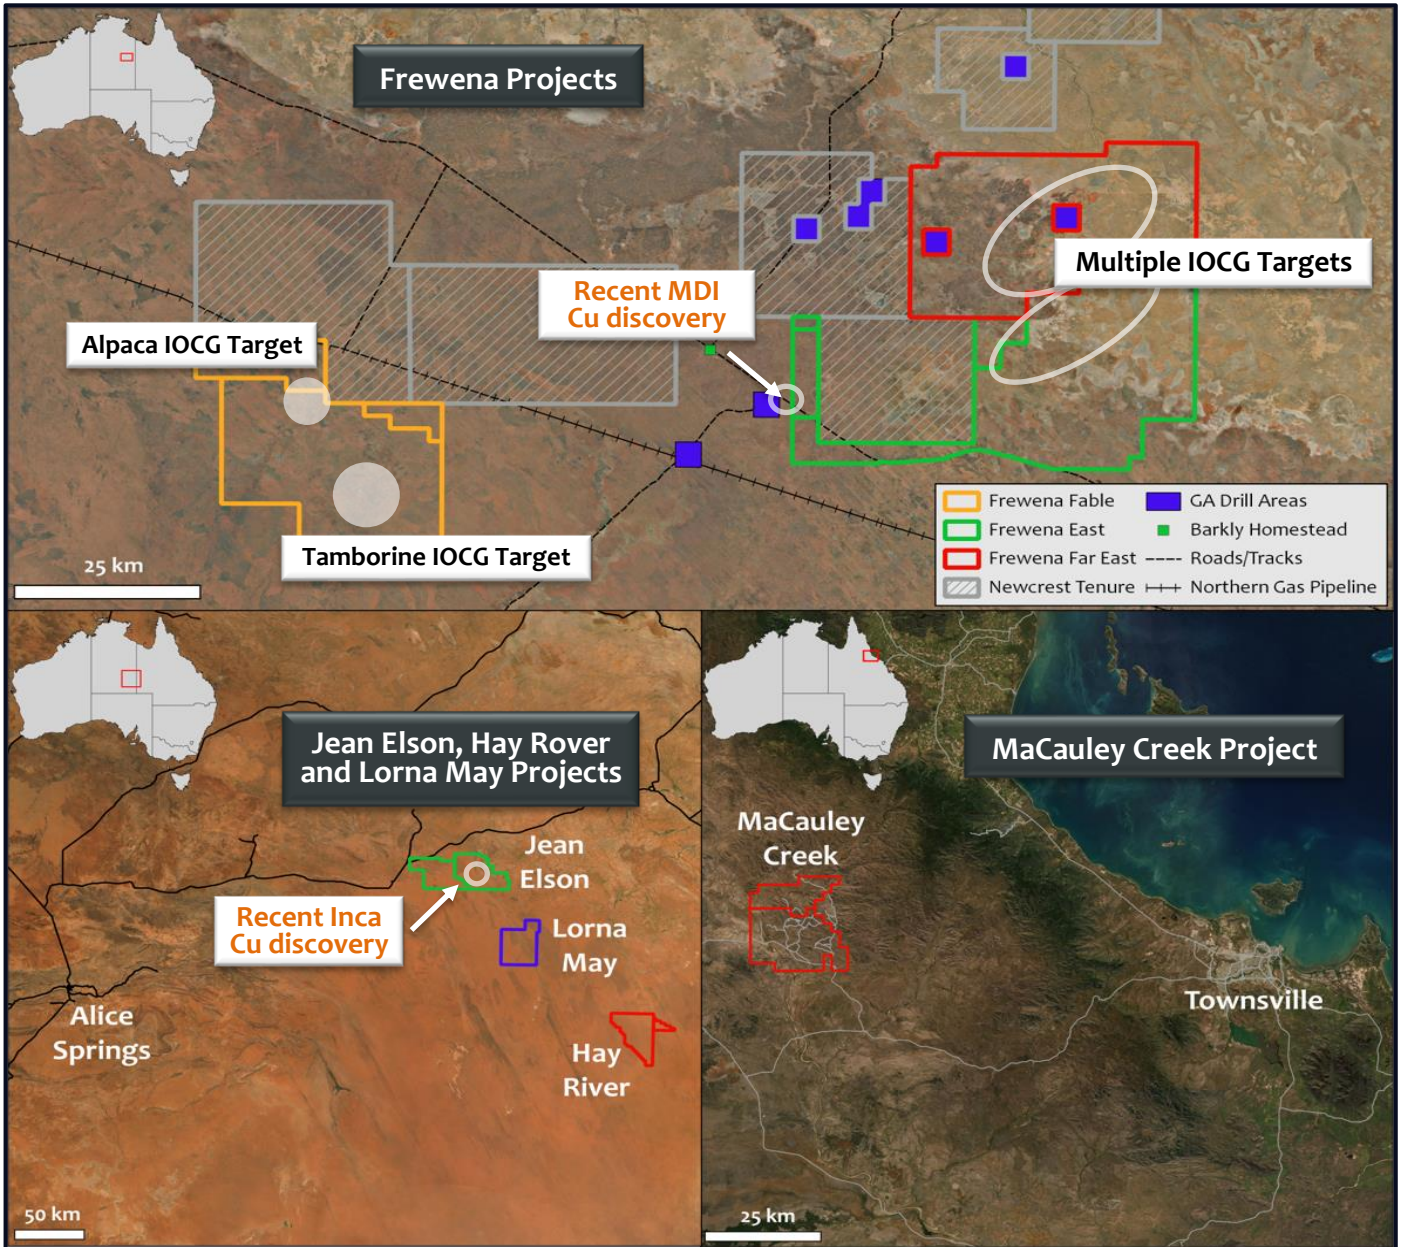 Frewena Projects
Multiple IOCG Targets
Recent MDI
Cu discovery
Alpaca IOCG Target
Tamborine IOCG Target
25 km
Frewena Fable
GA Drill Areas
Frewena East
Barkly Homestead
Frewena Far East
Roads/Tracks
Newcrest Tenure
Northern Gas Pipeline
Jean Elson, Hay Rover
and Lorna May Projects
Jean
Elson
Recent Inca
Cu discovery
Lorna
May
Alice
Springs
Hay
River
50 km
MaCauley Creek Project
MaCauley
Creek
Townsville
25 km